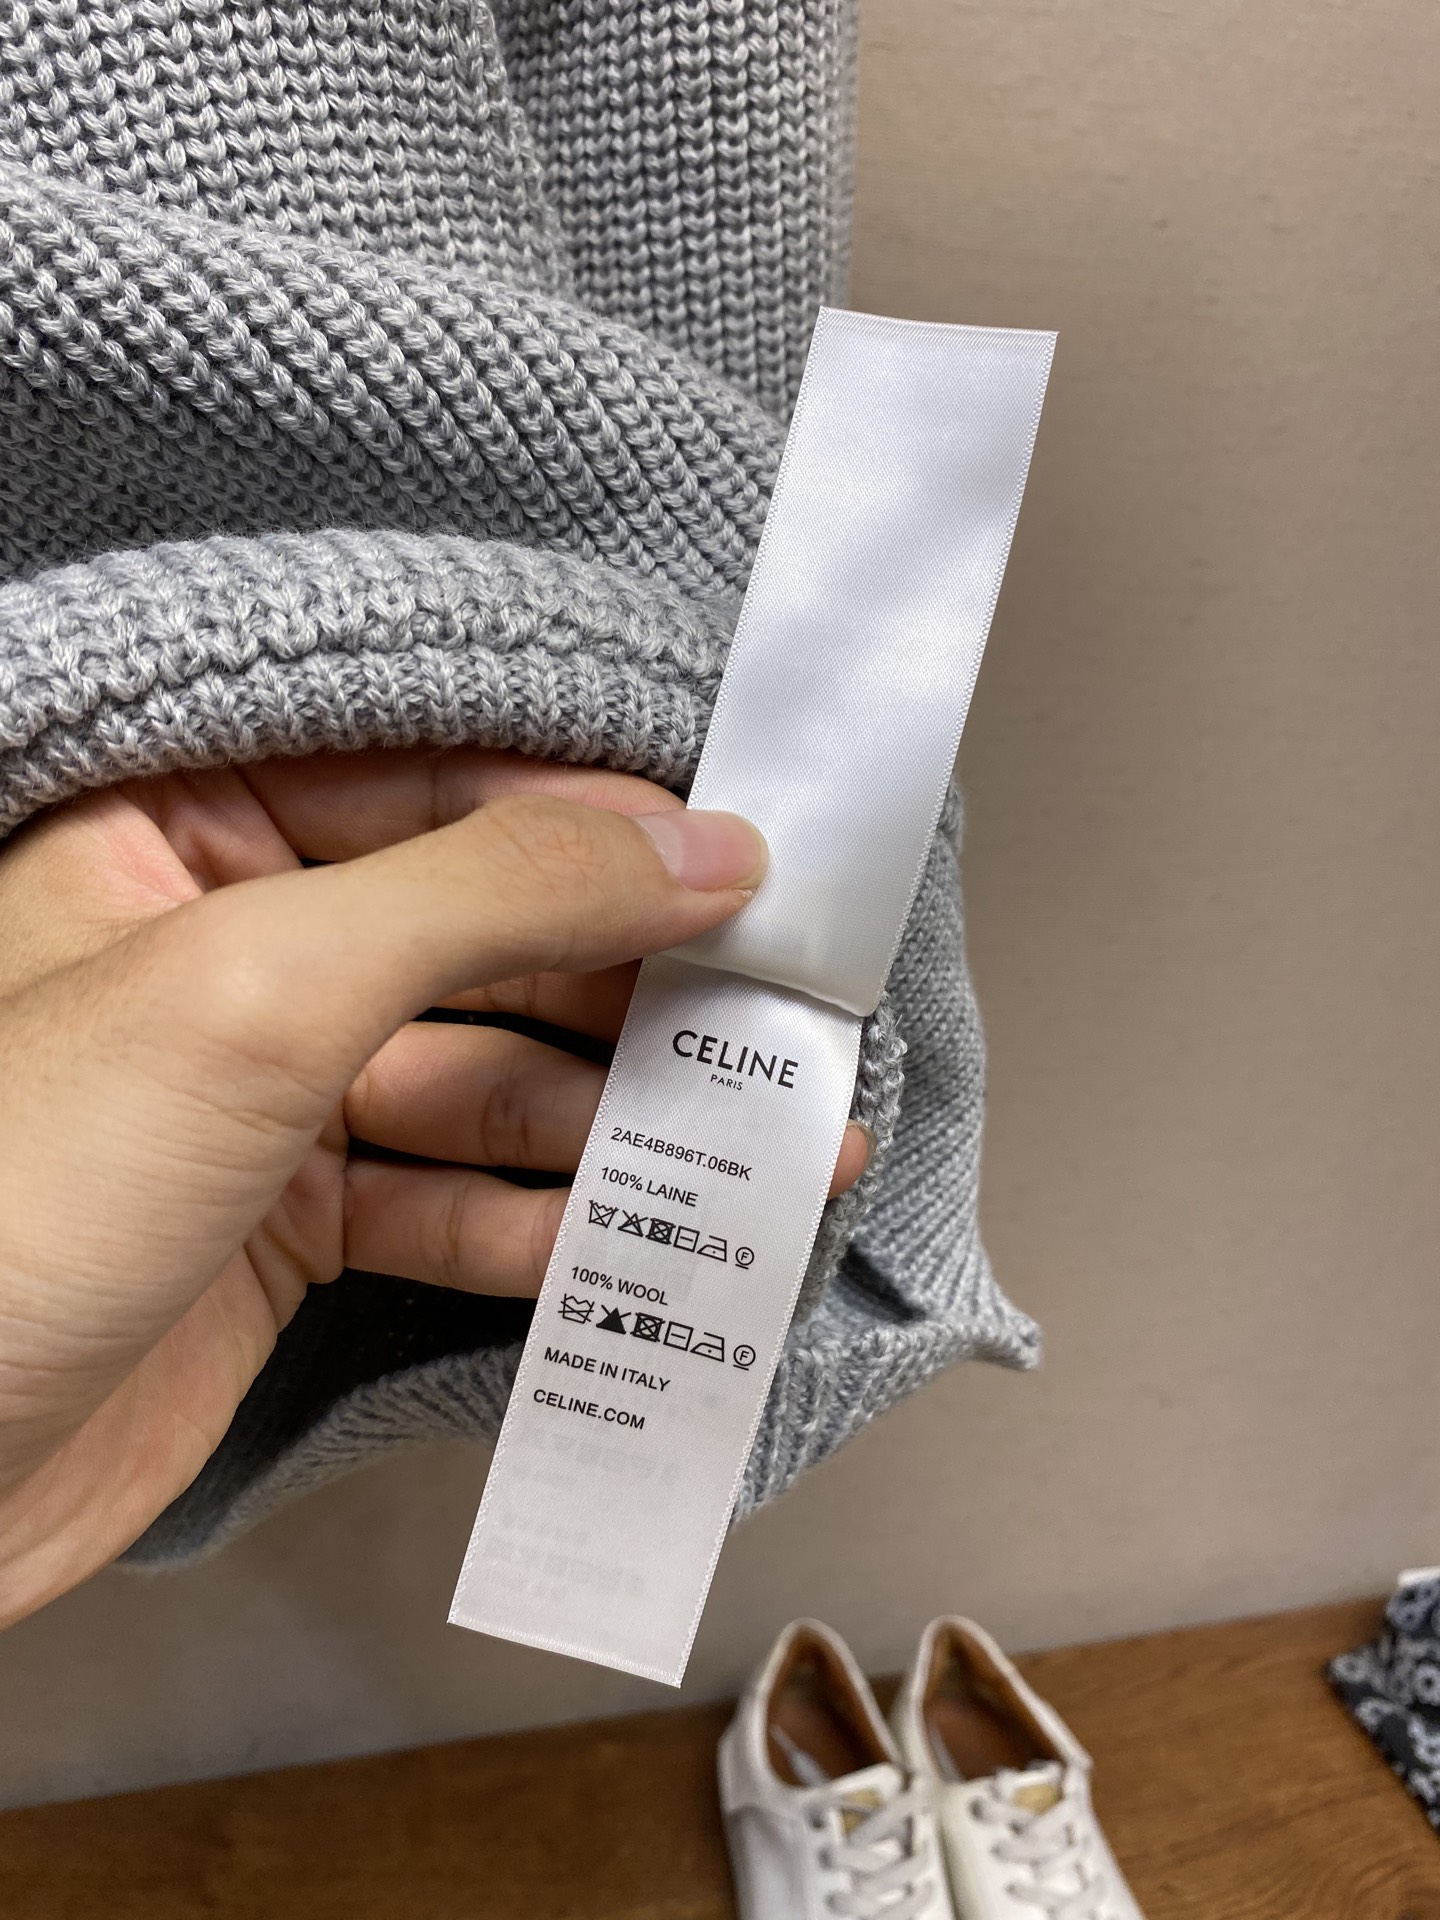 CELINE
PARIS
2AE4B896T.06BK
100% LAINE
F
100% WOOL
F
MADE IN ITALY
CELINE.COM